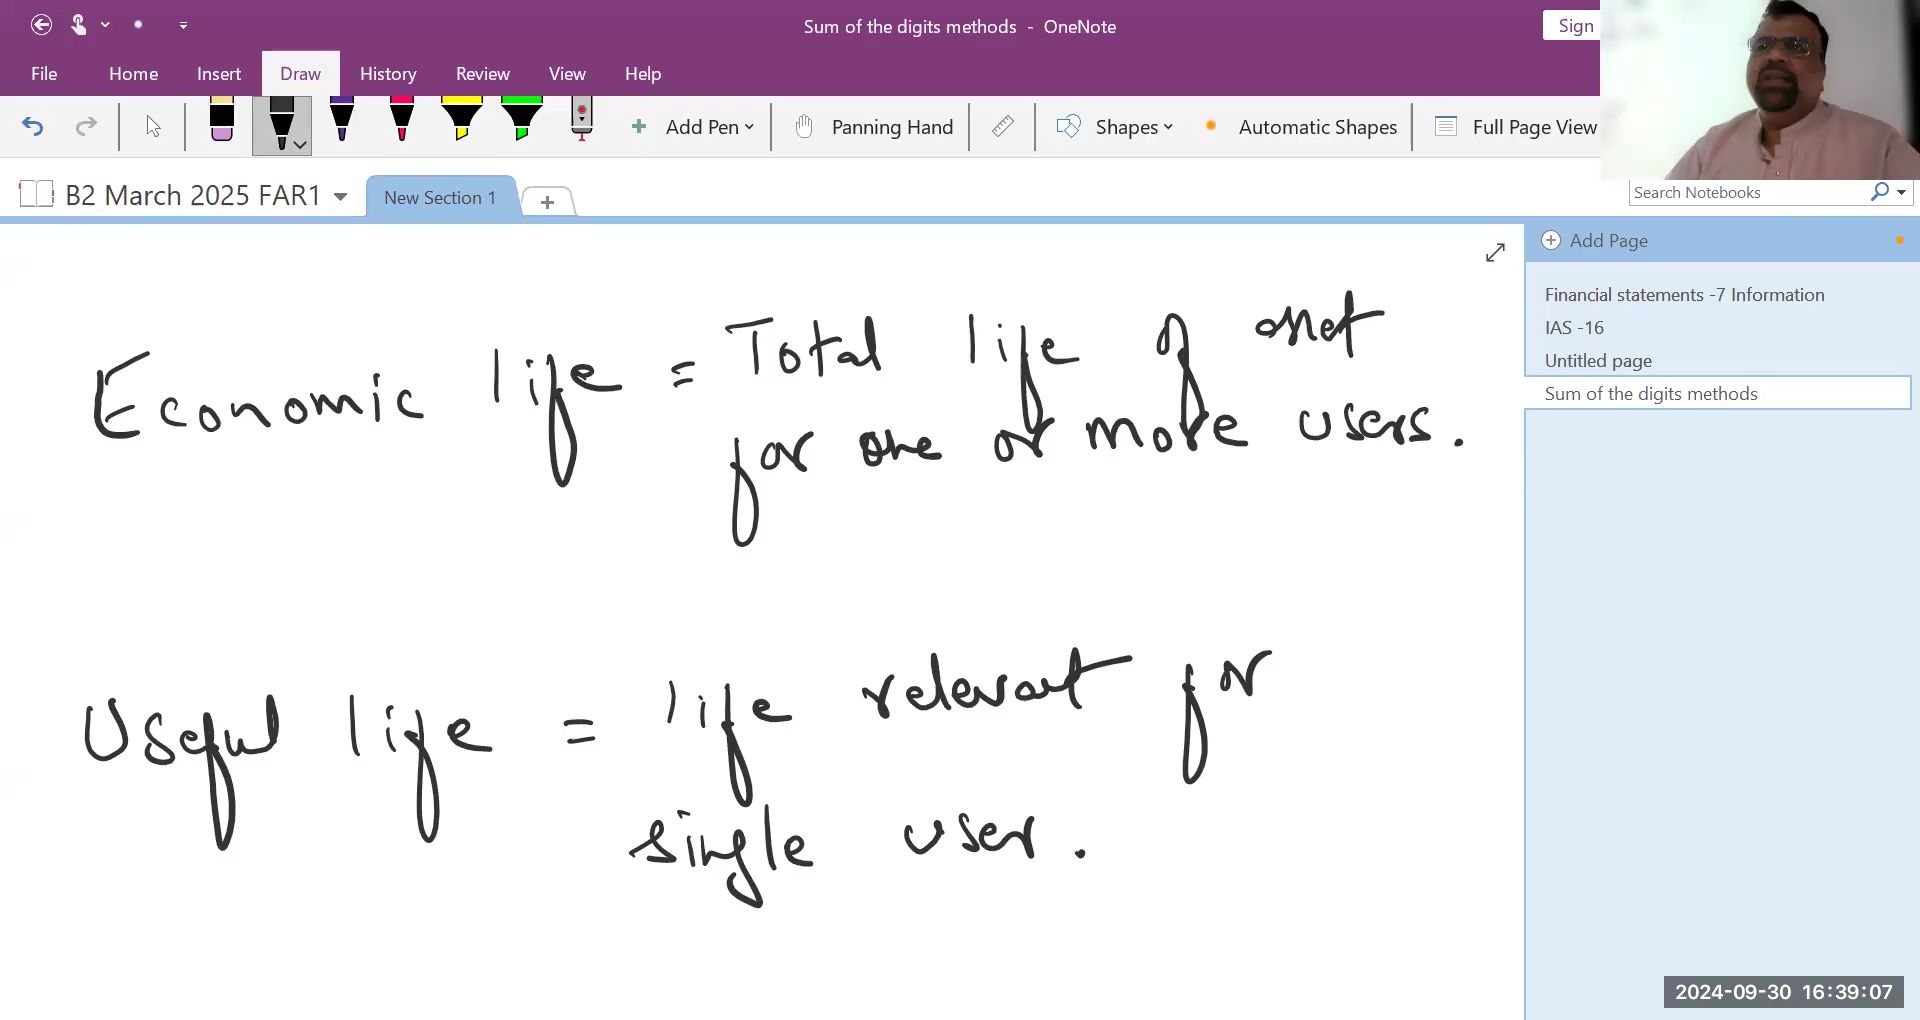 Sum of the digits methods - OneNote
Sign
File Home Insert Draw History Review View Help
Add Pen Panning Hand Shapes Automatic Shapes Full Page View
B2 March 2025 FAR1 New Section 1
Search Notebooks
Add Page
Financial statements -7 Information
IAS -16
Untitled page
Sum of the digits methods
Economic life = Total life of asset
for one or more users.
Useful life = life relevant for
single user.
2024-09-30 16:39:07